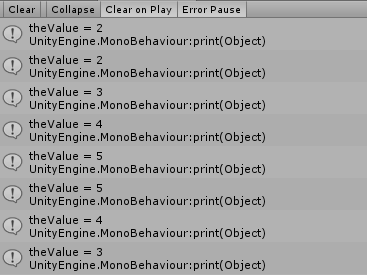 Clear Collapse Clear on Play Error Pause
theValue = 2
UnityEngine.MonoBehaviour:print(Object)
theValue = 2
UnityEngine.MonoBehaviour:print(Object)
theValue = 3
UnityEngine.MonoBehaviour:print(Object)
theValue = 4
UnityEngine.MonoBehaviour:print(Object)
theValue = 5
UnityEngine.MonoBehaviour:print(Object)
theValue = 5
UnityEngine.MonoBehaviour:print(Object)
theValue = 4
UnityEngine.MonoBehaviour:print(Object)
theValue = 3
UnityEngine.MonoBehaviour:print(Object)